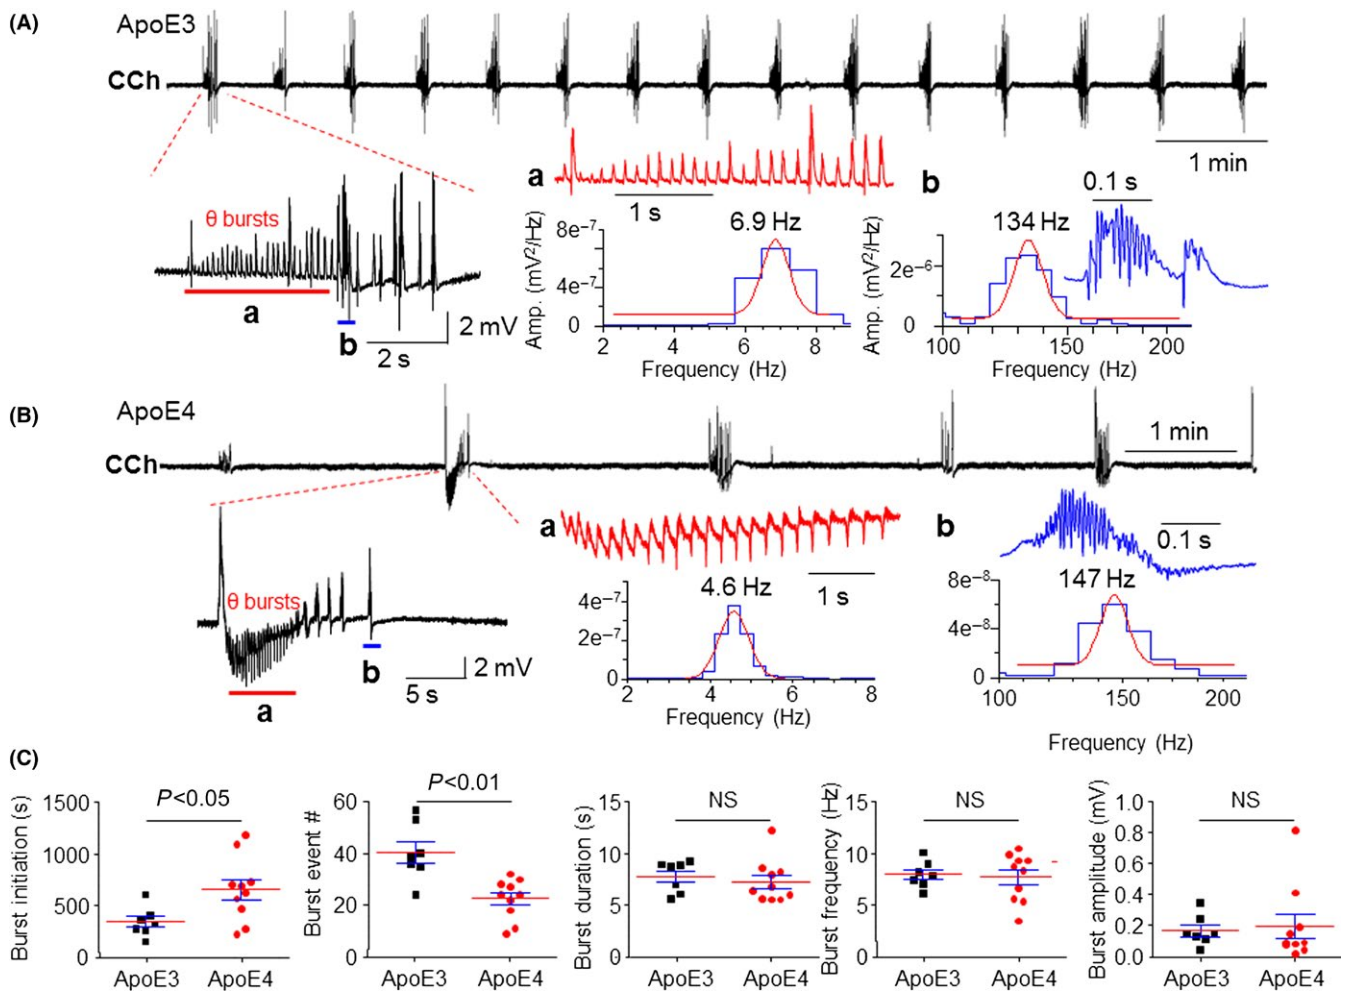 (A)
ApoE3
CCh
1 min
θ bursts
a
b
2 s
2 mV
a
1 s
8e-7
4e-7
0
Amp. (mV2/Hz)
6.9 Hz
2 4 6 8
Frequency (Hz)
b
0.1 s
134 Hz
2e-6
0
Amp. (mV2/Hz)
100 150 200
Frequency (Hz)
(B)
ApoE4
CCh
1 min
θ bursts
a
b
5 s
2 mV
a
1 s
4.6 Hz
4e-7
2e-7
0
2 4 6 8
Frequency (Hz)
b
0.1 s
147 Hz
8e-8
4e-8
0
100 150 200
Frequency (Hz)
(C)
Burst initiation (s)
1500
1000
500
0
P<0.05
ApoE3 ApoE4
Burst event #
60
40
20
0
P<0.01
ApoE3 ApoE4
Burst duration (s)
15
10
5
0
NS
ApoE3 ApoE4
Burst frequency (Hz)
15
10
5
0
NS
ApoE3 ApoE4
Burst amplitude (mV)
1.0
0.8
0.6
0.4
0.2
0.0
NS
ApoE3 ApoE4